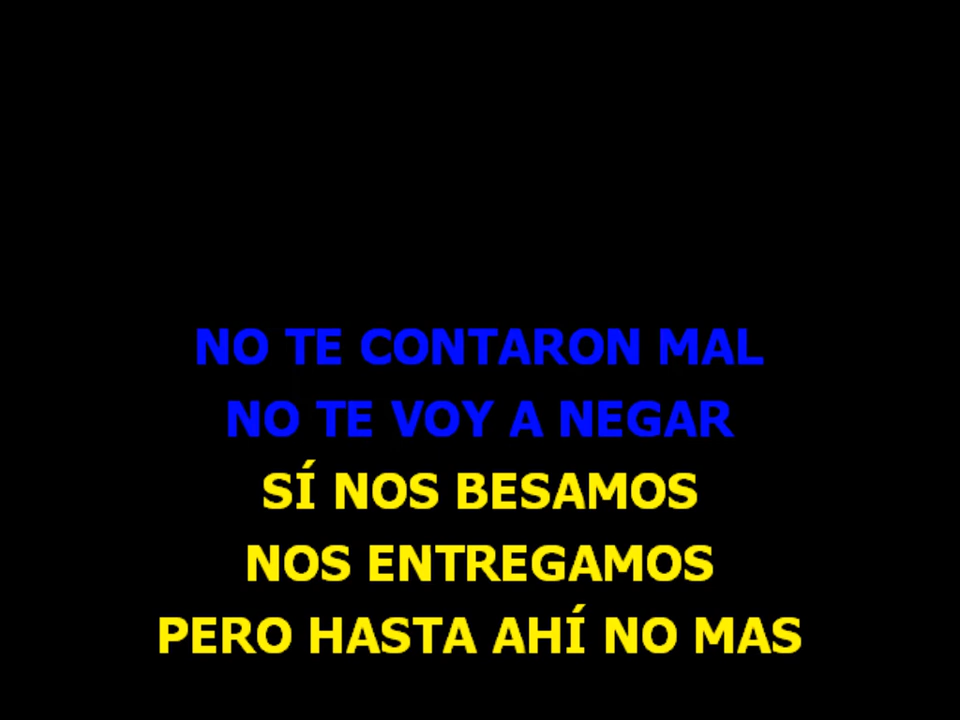 NO TE CONTARON MAL
NO TE VOY A NEGAR
SÍ NOS BESAMOS
NOS ENTREGAMOS
PERO HASTA AHÍ NO MAS